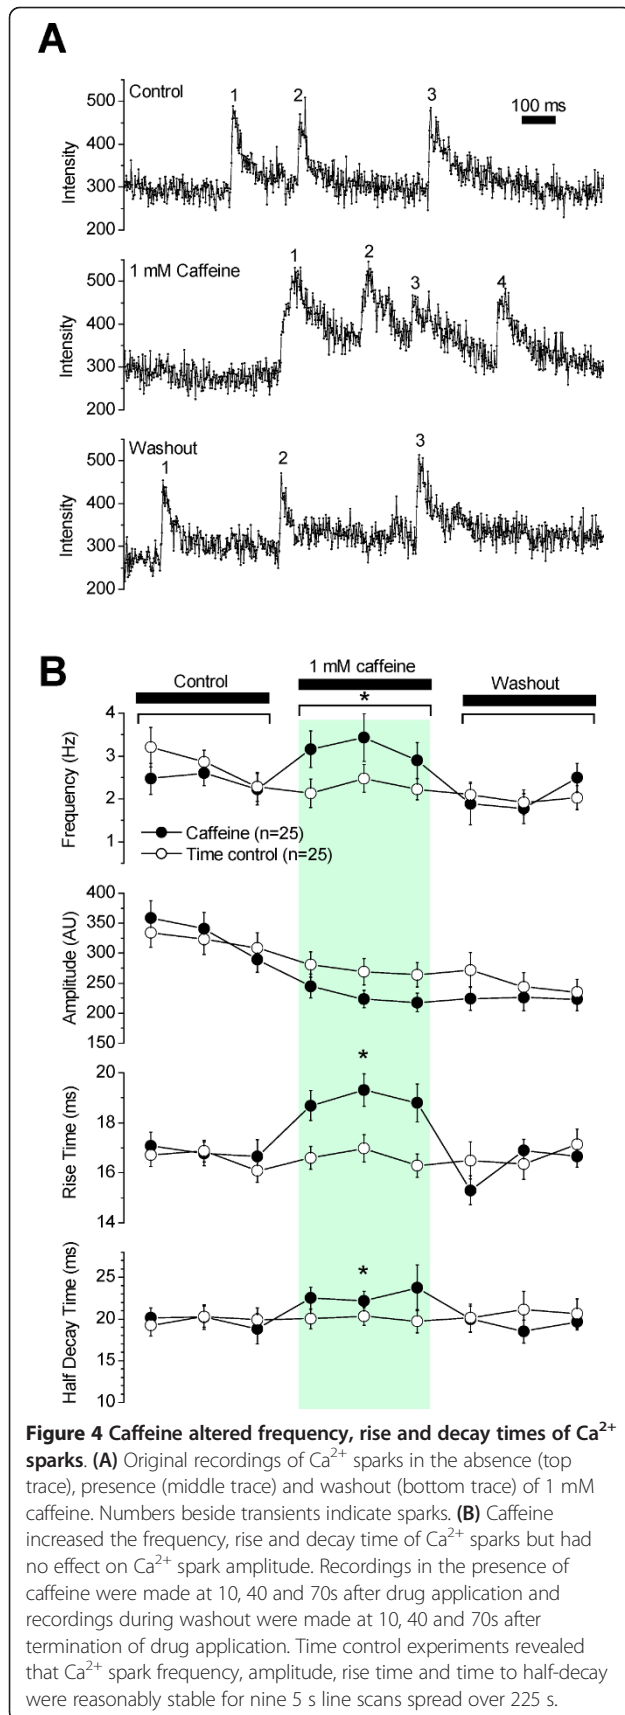 A
Control
1
2
3
100 ms
500
400
300
200
Intensity
1 mM Caffeine
1
2
3
4
500
400
300
200
Intensity
Washout
1
2
3
500
400
300
200
Intensity
B
Control
1 mM caffeine
Washout
*
4
3
2
1
Frequency (Hz)
Caffeine (n=25)
Time control (n=25)
400
350
300
250
200
150
Amplitude (AU)
*
20
18
16
14
Rise Time (ms)
*
25
20
15
10
Half Decay Time (ms)
Figure 4 Caffeine altered frequency, rise and decay times of Ca²⁺
sparks. (A) Original recordings of Ca²⁺ sparks in the absence (top
trace), presence (middle trace) and washout (bottom trace) of 1 mM
caffeine. Numbers beside transients indicate sparks. (B) Caffeine
increased the frequency, rise and decay time of Ca²⁺ sparks but had
no effect on Ca²⁺ spark amplitude. Recordings in the presence of
caffeine were made at 10, 40 and 70s after drug application and
recordings during washout were made at 10, 40 and 70s after
termination of drug application. Time control experiments revealed
that Ca²⁺ spark frequency, amplitude, rise time and time to half-decay
were reasonably stable for nine 5 s line scans spread over 225 s.